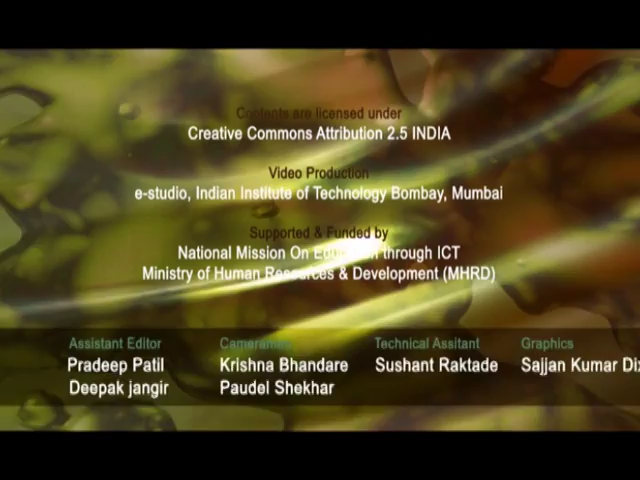 Contents are licensed under
Creative Commons Attribution 2.5 INDIA
Video Production
e-studio, Indian Institute of Technology Bombay, Mumbai
Supported & Funded by
National Mission On Education through ICT
Ministry of Human Resources & Development (MHRD)
Assistant Editor
Pradeep Patil
Deepak jangir
Cameraman
Krishna Bhandare
Paudel Shekhar
Technical Assitant
Sushant Raktade
Graphics
Sajjan Kumar